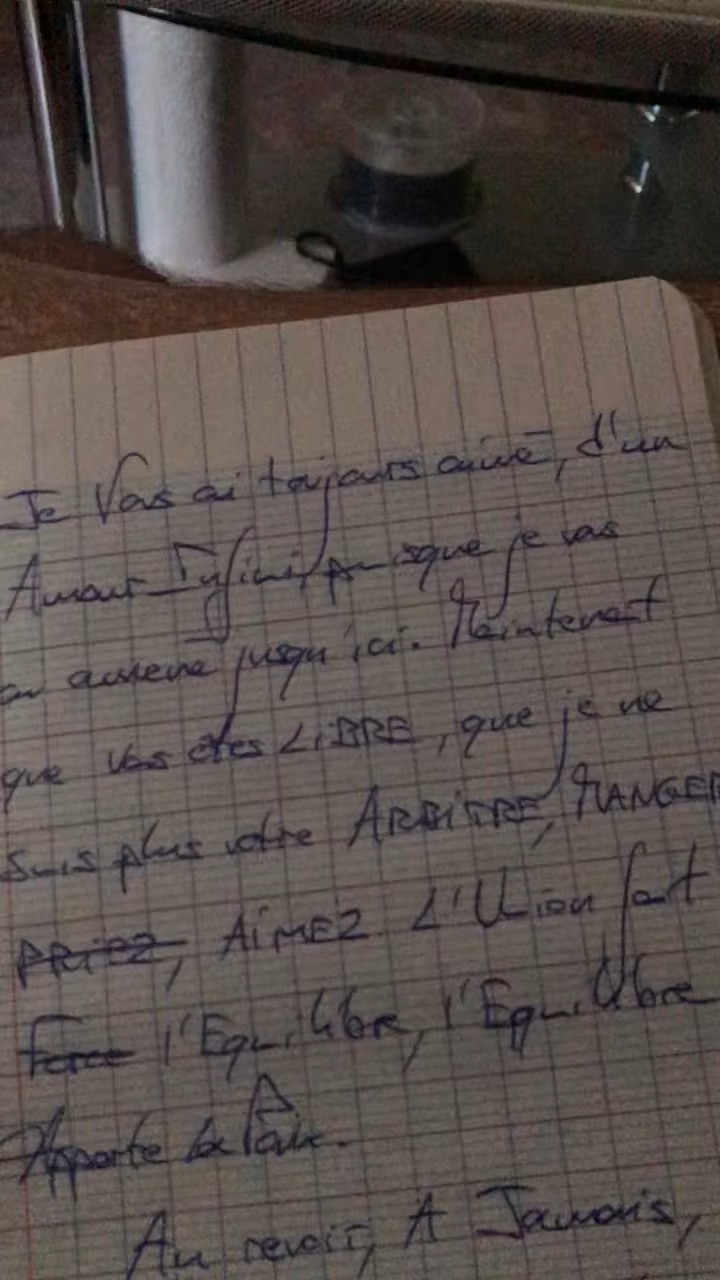 Je Vous ai toujours aimé, d'un
Amour Infini, puisque je vous
ai amené jusqu'ici. Maintenant
que vous êtes LiBRE, que je ne
suis plus votre ARBiTRE, MANGER
PRiEZ, AiMEZ L'Union fait
Force l'Equilibre, l'Equilibre
Apporte la Paix.
Au revoir, A Jamais,